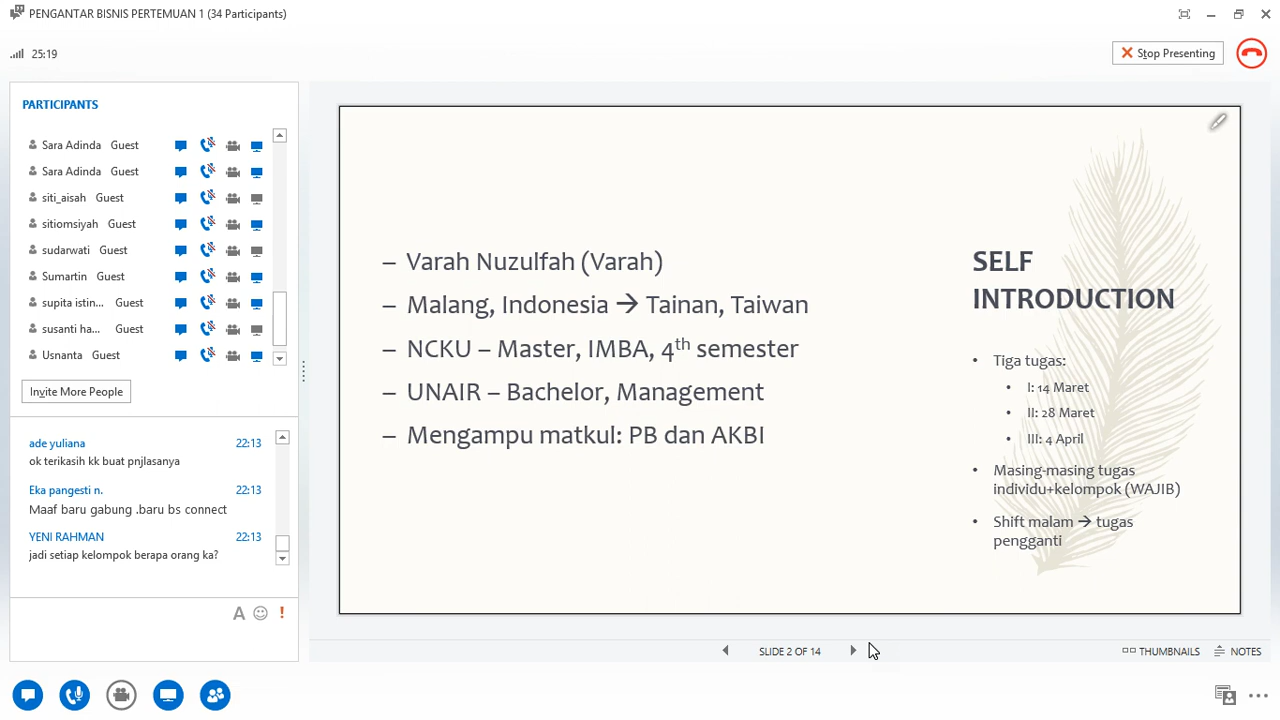 PENGANTAR BISNIS PERTEMUAN 1 (34 Participants)
25:19
Stop Presenting
PARTICIPANTS
Sara Adinda Guest
Sara Adinda Guest
siti_aisah Guest
sitiomsiyah Guest
sudarwati Guest
Sumartin Guest
supita istin... Guest
susanti ha... Guest
Usnanta Guest
Invite More People
ade yuliana 22:13
ok terikasih kk buat pnjlasanya
Eka pangesti n. 22:13
Maaf baru gabung .baru bs connect
YENI RAHMAN 22:13
jadi setiap kelompok berapa orang ka?
– Varah Nuzulfah (Varah)
– Malang, Indonesia → Tainan, Taiwan
– NCKU – Master, IMBA, 4th semester
– UNAIR – Bachelor, Management
– Mengampu matkul: PB dan AKBI
SELF
INTRODUCTION
• Tiga tugas:
• I: 14 Maret
• II: 28 Maret
• III: 4 April
• Masing-masing tugas
individu+kelompok (WAJIB)
• Shift malam → tugas
pengganti
SLIDE 2 OF 14
THUMBNAILS
NOTES